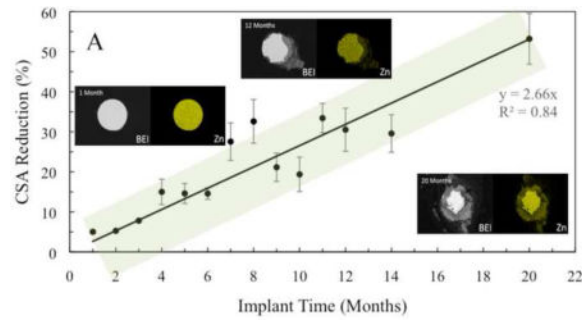 A
60
50
40
30
20
10
0
CSA Reduction (%)
0 2 4 6 8 10 12 14 16 18 20 22
Implant Time (Months)
1 Month
BEI
Zn
12 Months
BEI
Zn
y = 2.66x
R² = 0.84
20 Months
BEI
Zn